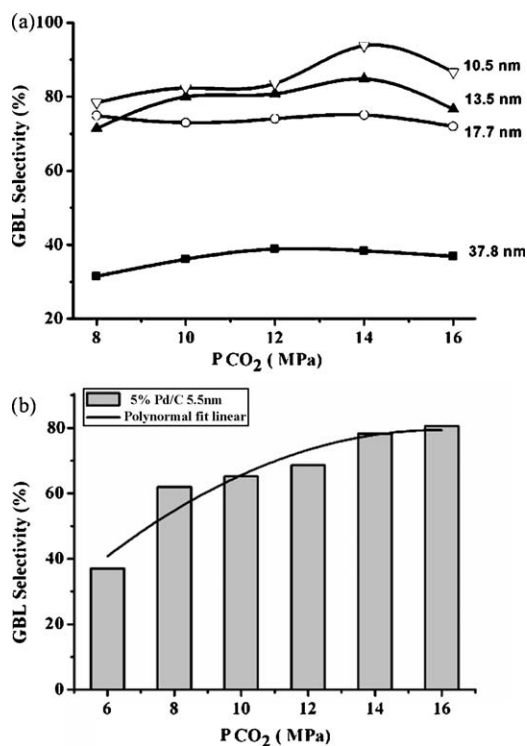 (a)
100
80
60
40
20
GBL Selectivity (%)
10.5 nm
13.5 nm
17.7 nm
37.8 nm
8 10 12 14 16
P CO₂ ( MPa)
(b)
5% Pd/C 5.5nm
Polynormal fit linear
80
60
40
20
0
GBL Selectivity (%)
6 8 10 12 14 16
P CO₂ ( MPa)